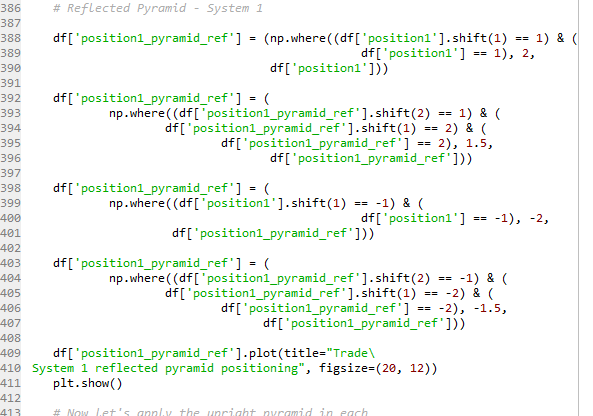 386 # Reflected Pyramid - System 1
387
388 df['position1_pyramid_ref'] = (np.where((df['position1'].shift(1) == 1) & (
389 df['position1'] == 1), 2,
390 df['position1']))
391
392 df['position1_pyramid_ref'] = (
393 np.where((df['position1_pyramid_ref'].shift(2) == 1) & (
394 df['position1_pyramid_ref'].shift(1) == 2) & (
395 df['position1_pyramid_ref'] == 2), 1.5,
396 df['position1_pyramid_ref']))
397
398 df['position1_pyramid_ref'] = (
399 np.where((df['position1'].shift(1) == -1) & (
400 df['position1'] == -1), -2,
401 df['position1_pyramid_ref']))
402
403 df['position1_pyramid_ref'] = (
404 np.where((df['position1_pyramid_ref'].shift(2) == -1) & (
405 df['position1_pyramid_ref'].shift(1) == -2) & (
406 df['position1_pyramid_ref'] == -2), -1.5,
407 df['position1_pyramid_ref']))
408
409 df['position1_pyramid_ref'].plot(title="Trade\
410 System 1 reflected pyramid positioning", figsize=(20, 12))
411 plt.show()
412
413 # Now let's apply the upright pyramid in each